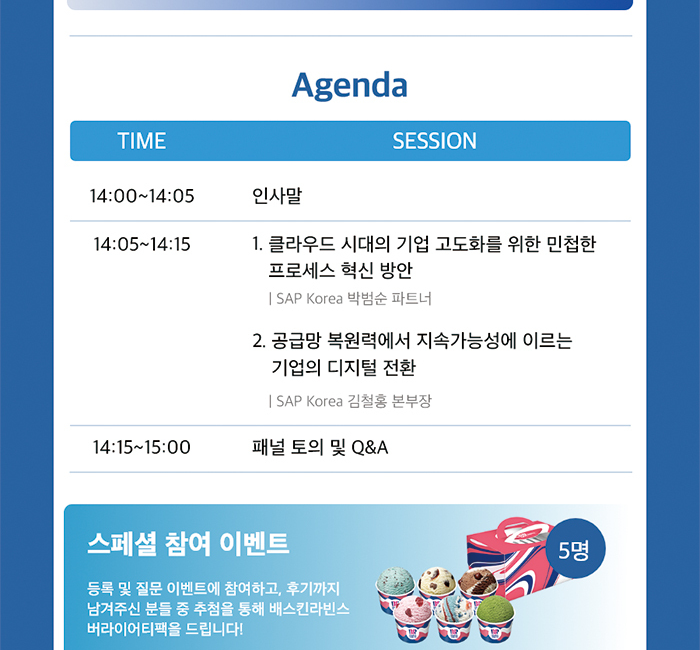 Agenda
TIME SESSION
14:00~14:05 인사말
14:05~14:15 1. 클라우드 시대의 기업 고도화를 위한 민첩한
프로세스 혁신 방안
| SAP Korea 박범순 파트너
2. 공급망 복원력에서 지속가능성에 이르는
기업의 디지털 전환
| SAP Korea 김철홍 본부장
14:15~15:00 패널 토의 및 Q&A
스페셜 참여 이벤트
5명
등록 및 질문 이벤트에 참여하고, 후기까지
남겨주신 분들 중 추첨을 통해 배스킨라빈스
버라이어티팩을 드립니다!